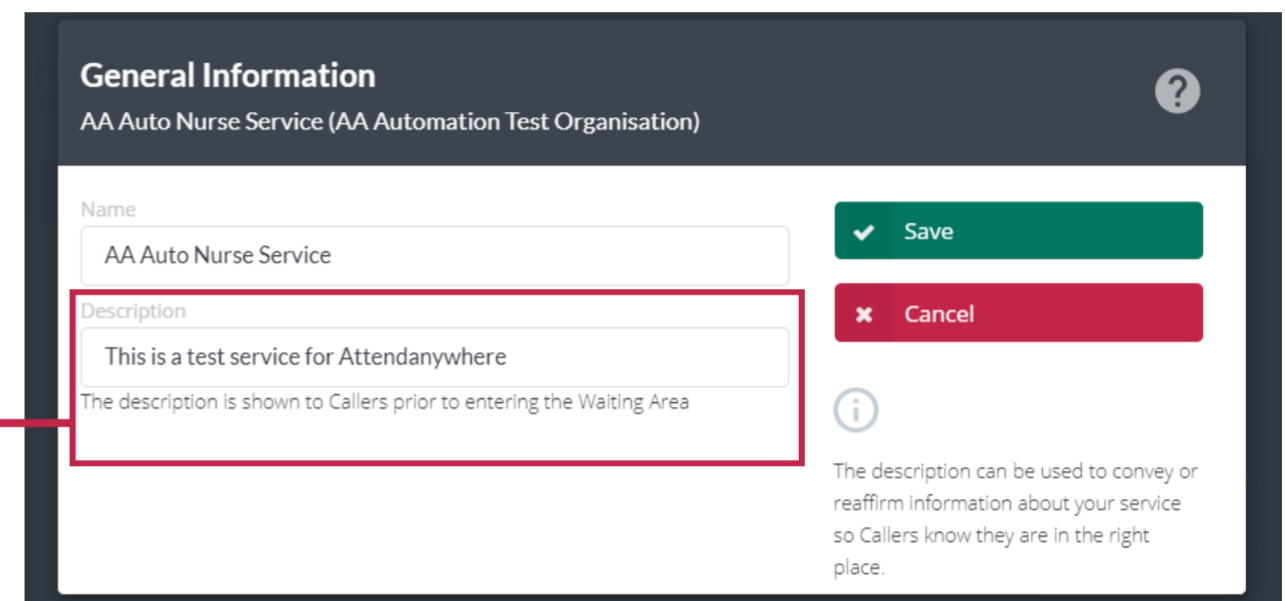 General Information
AA Auto Nurse Service (AA Automation Test Organisation)
?
Name
AA Auto Nurse Service
Description
This is a test service for Attendanywhere
The description is shown to Callers prior to entering the Waiting Area
Save
Cancel
i
The description can be used to convey or
reaffirm information about your service
so Callers know they are in the right
place.